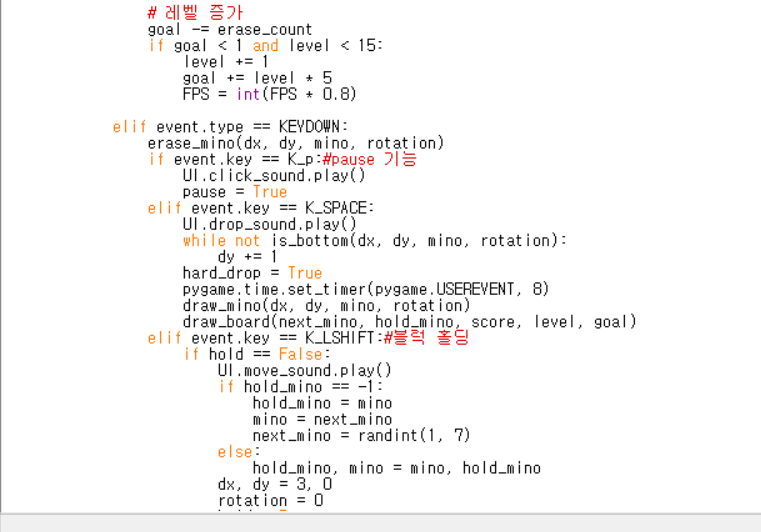 # 레벨 증가
goal -= erase_count
if goal < 1 and level < 15:
level += 1
goal += level * 5
FPS = int(FPS * 0.8)
elif event.type == KEYDOWN:
erase_mino(dx, dy, mino, rotation)
if event.key == K_p:#pause 기능
UI.click_sound.play()
pause = True
elif event.key == K_SPACE:
UI.drop_sound.play()
while not is_bottom(dx, dy, mino, rotation):
dy += 1
hard_drop = True
pygame.time.set_timer(pygame.USEREVENT, 8)
draw_mino(dx, dy, mino, rotation)
draw_board(next_mino, hold_mino, score, level, goal)
elif event.key == K_LSHIFT:#블럭 홀딩
if hold == False:
UI.move_sound.play()
if hold_mino == -1:
hold_mino = mino
mino = next_mino
next_mino = randint(1, 7)
else:
hold_mino, mino = mino, hold_mino
dx, dy = 3, 0
rotation = 0